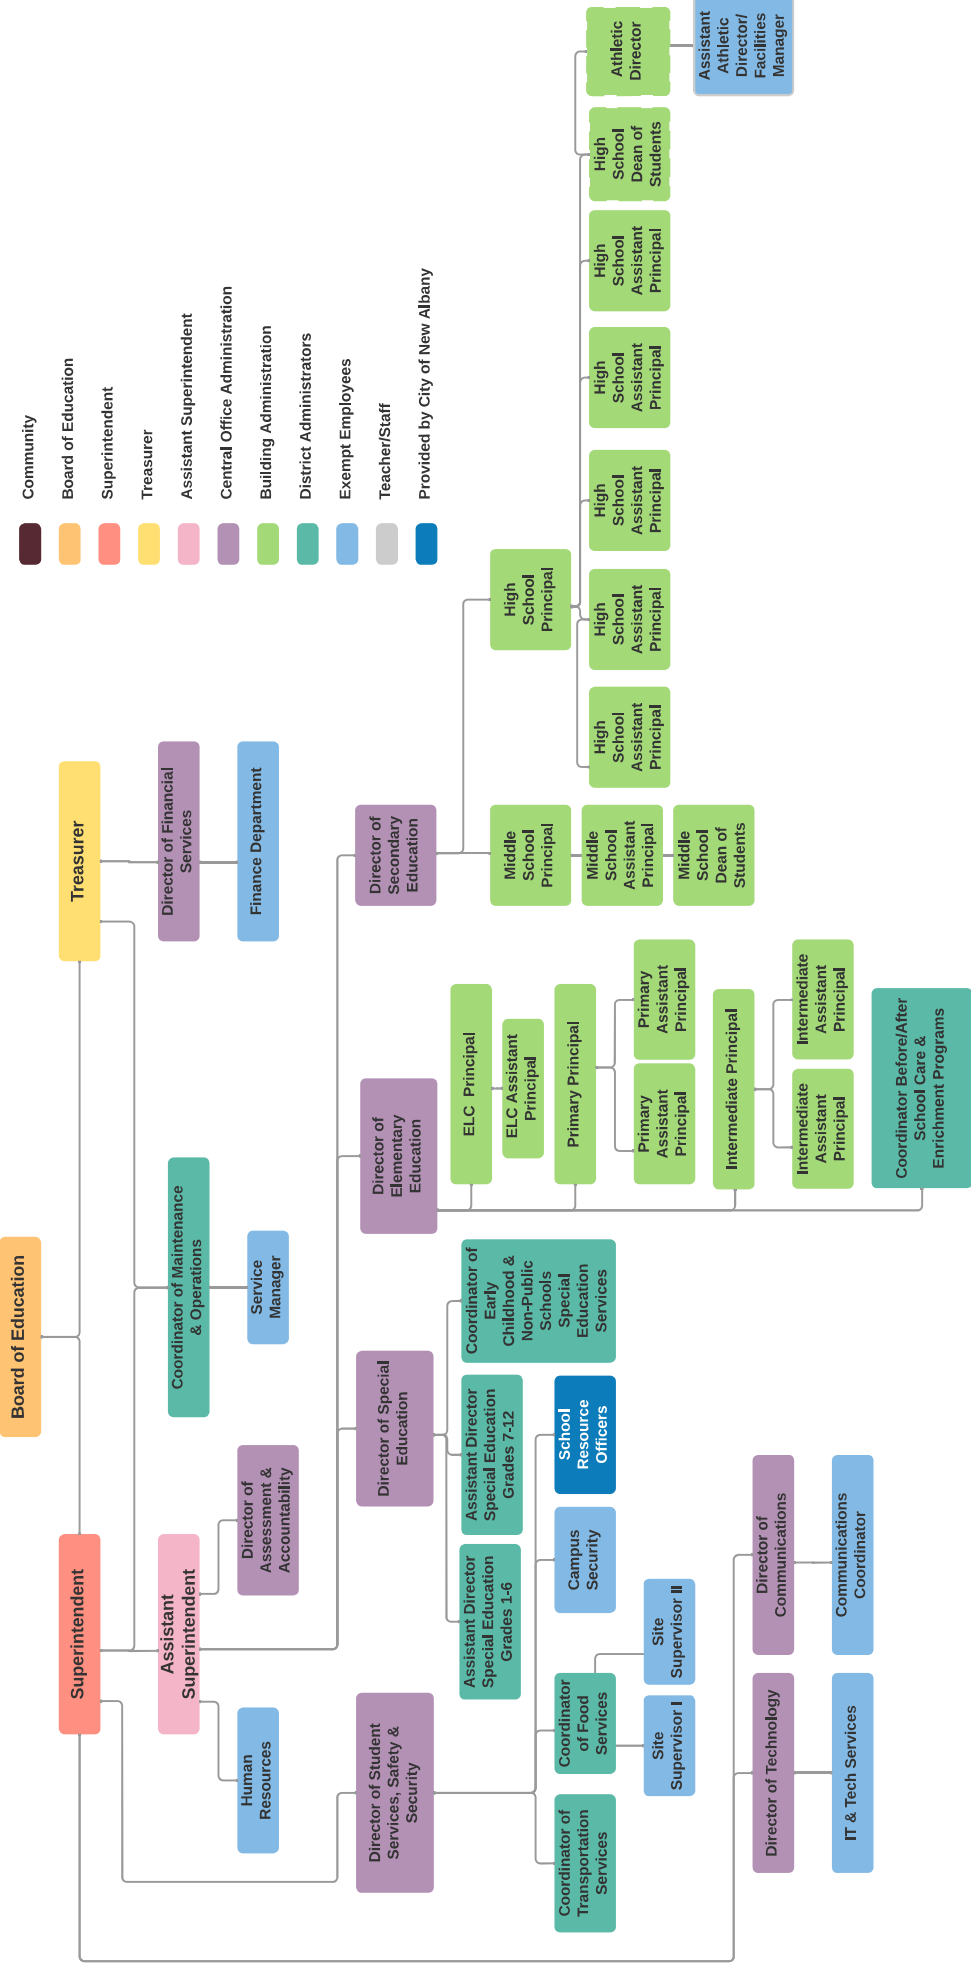 Board of Education
Superintendent
Treasurer
Assistant
Superintendent
Coordinator of Maintenance
& Operations
Director of Financial
Services
Human
Resources
Director of
Assessment &
Accountability
Service
Manager
Finance Department
Director of Student
Services, Safety &
Security
Director of Special
Education
Director of
Elementary
Education
Director of
Secondary
Education
Assistant Director
Special Education
Grades 1-6
Assistant Director
Special Education
Grades 7-12
Coordinator of
Early
Childhood &
Non-Public
Schools
Special
Education
Services
Coordinator of
Transportation
Services
Coordinator
of Food
Services
Campus
Security
School
Resource
Officers
Site
Supervisor I
Site
Supervisor II
Director of Technology
Director of
Communications
IT & Tech Services
Communications
Coordinator
ELC Principal
ELC Assistant
Principal
Primary Principal
Primary
Assistant
Principal
Primary
Assistant
Principal
Intermediate Principal
Intermediate
Assistant
Principal
Intermediate
Assistant
Principal
Coordinator Before/After
School Care &
Enrichment Programs
Middle
School
Principal
Middle
School
Assistant
Principal
Middle
School
Dean of
Students
High
School
Principal
High
School
Assistant
Principal
High
School
Assistant
Principal
High
School
Assistant
Principal
High
School
Assistant
Principal
High
School
Assistant
Principal
High
School
Dean of
Students
Athletic
Director
Assistant
Athletic
Director/
Facilities
Manager
Community
Board of Education
Superintendent
Treasurer
Assistant Superintendent
Central Office Administration
Building Administration
District Administrators
Exempt Employees
Teacher/Staff
Provided by City of New Albany